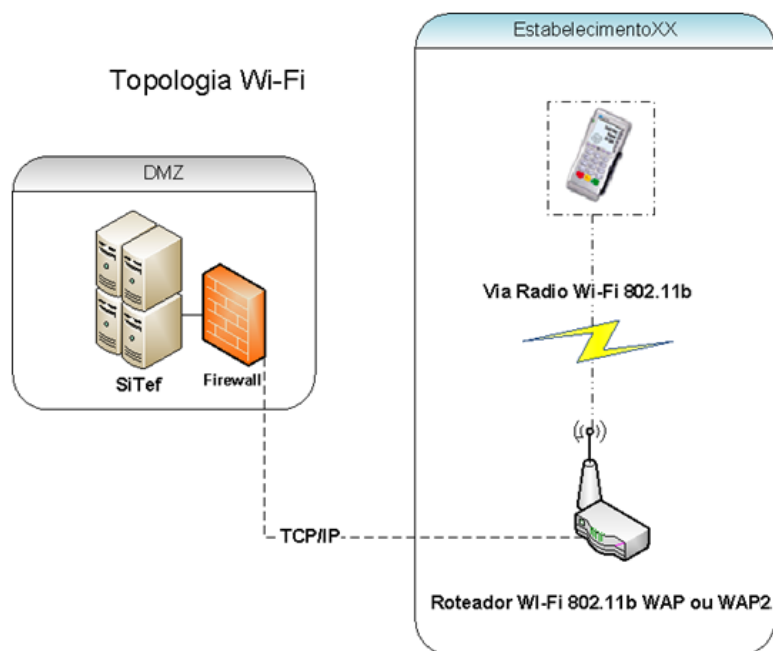 Topologia Wi-Fi
DMZ
SiTef
Firewall
TCP/IP
EstabelecimentoXX
Via Radio Wi-Fi 802.11b
Roteador WI-Fi 802.11b WAP ou WAP2